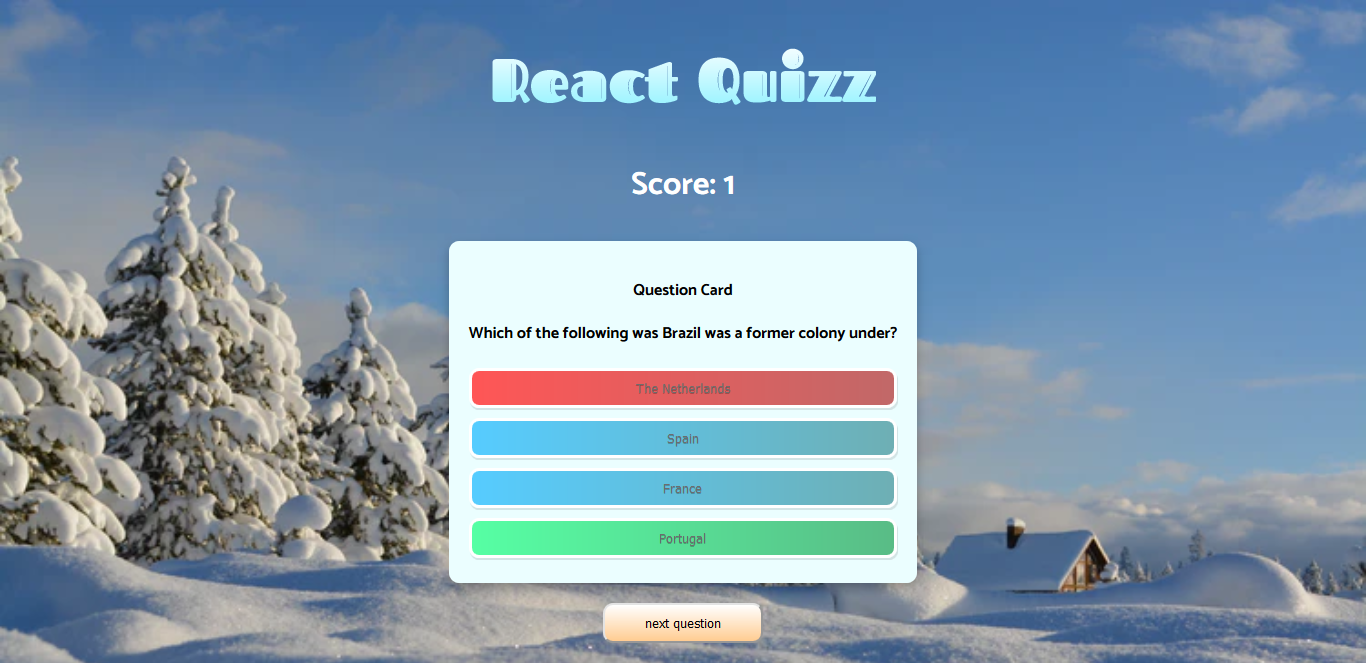 React Quizz
Score: 1
Question Card
Which of the following was Brazil was a former colony under?
The Netherlands
Spain
France
Portugal
next question